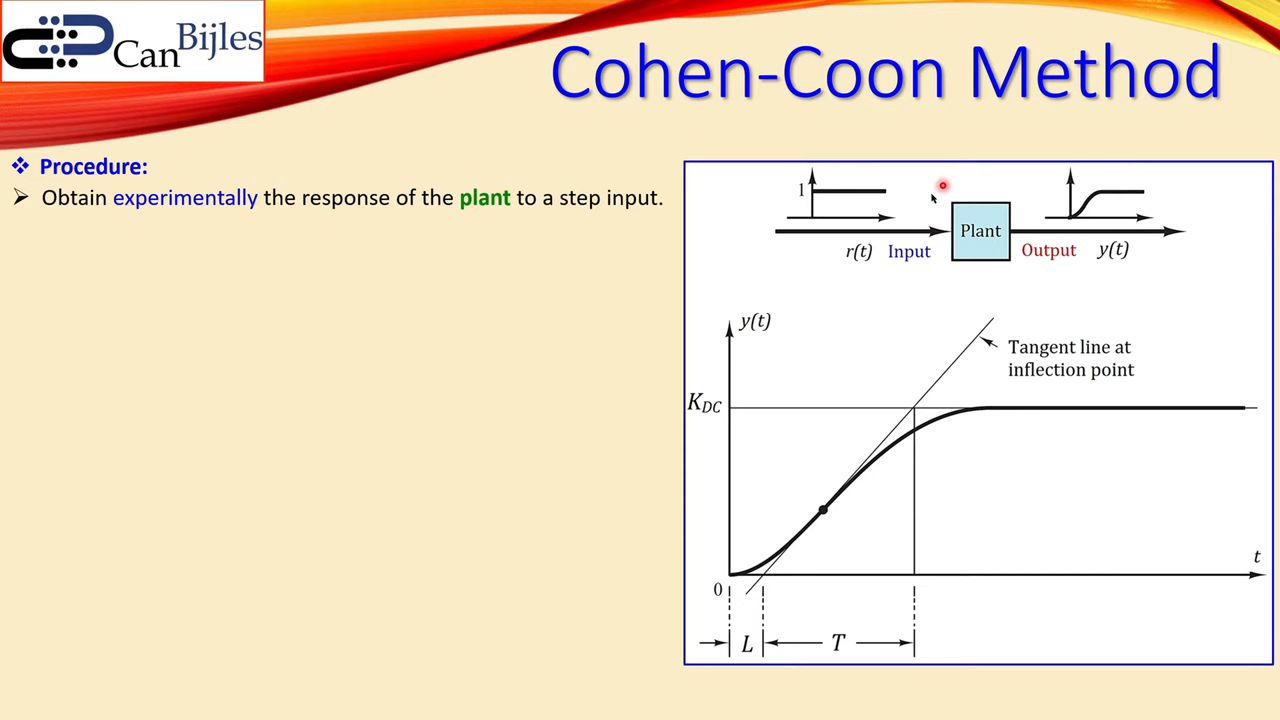 Can Bijles
Cohen-Coon Method
❖ Procedure:
➢ Obtain experimentally the response of the plant to a step input.
1
Plant
r(t) Input
Output y(t)
y(t)
Tangent line at
inflection point
K_DC
t
0
L
T